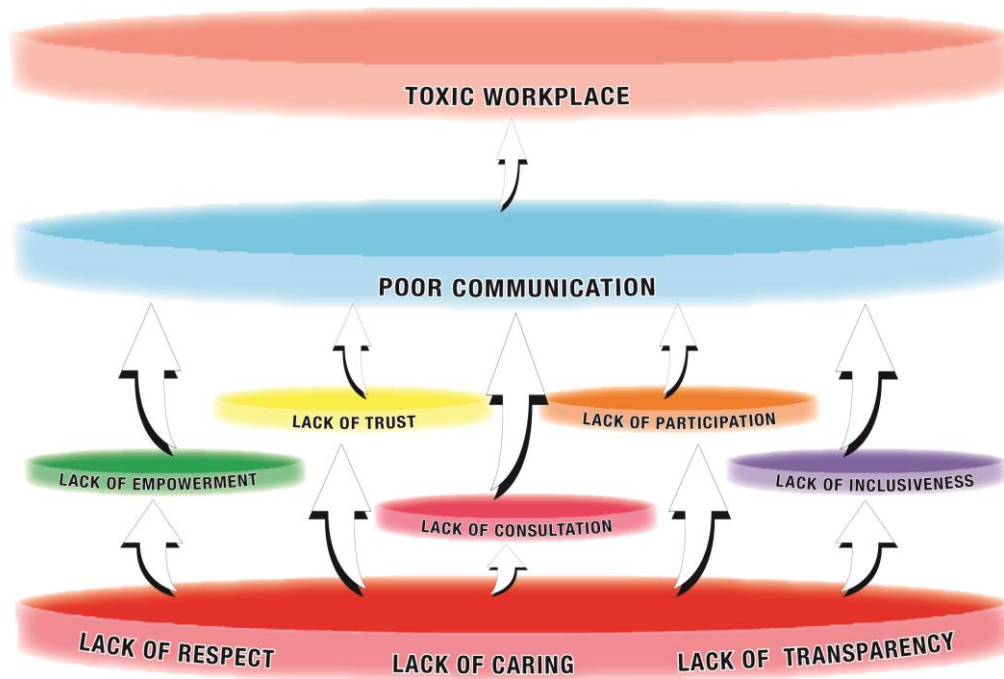 TOXIC WORKPLACE
POOR COMMUNICATION
LACK OF TRUST
LACK OF PARTICIPATION
LACK OF EMPOWERMENT
LACK OF INCLUSIVENESS
LACK OF CONSULTATION
LACK OF RESPECT
LACK OF CARING
LACK OF TRANSPARENCY